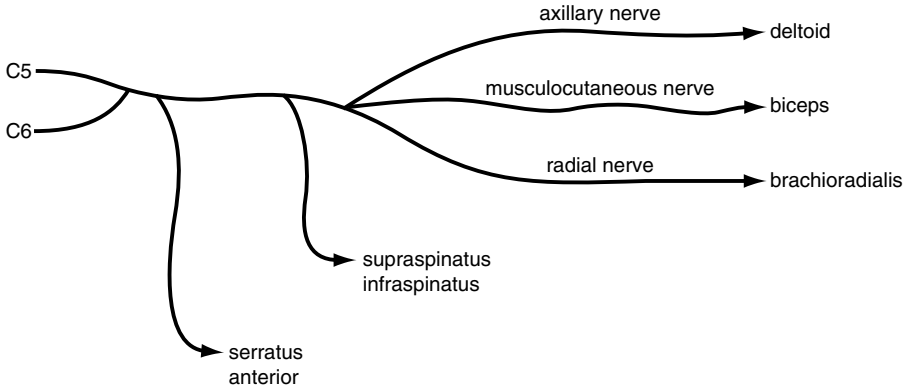 axillary nerve
deltoid
C5
musculocutaneous nerve
biceps
C6
radial nerve
brachioradialis
supraspinatus
infraspinatus
serratus
anterior